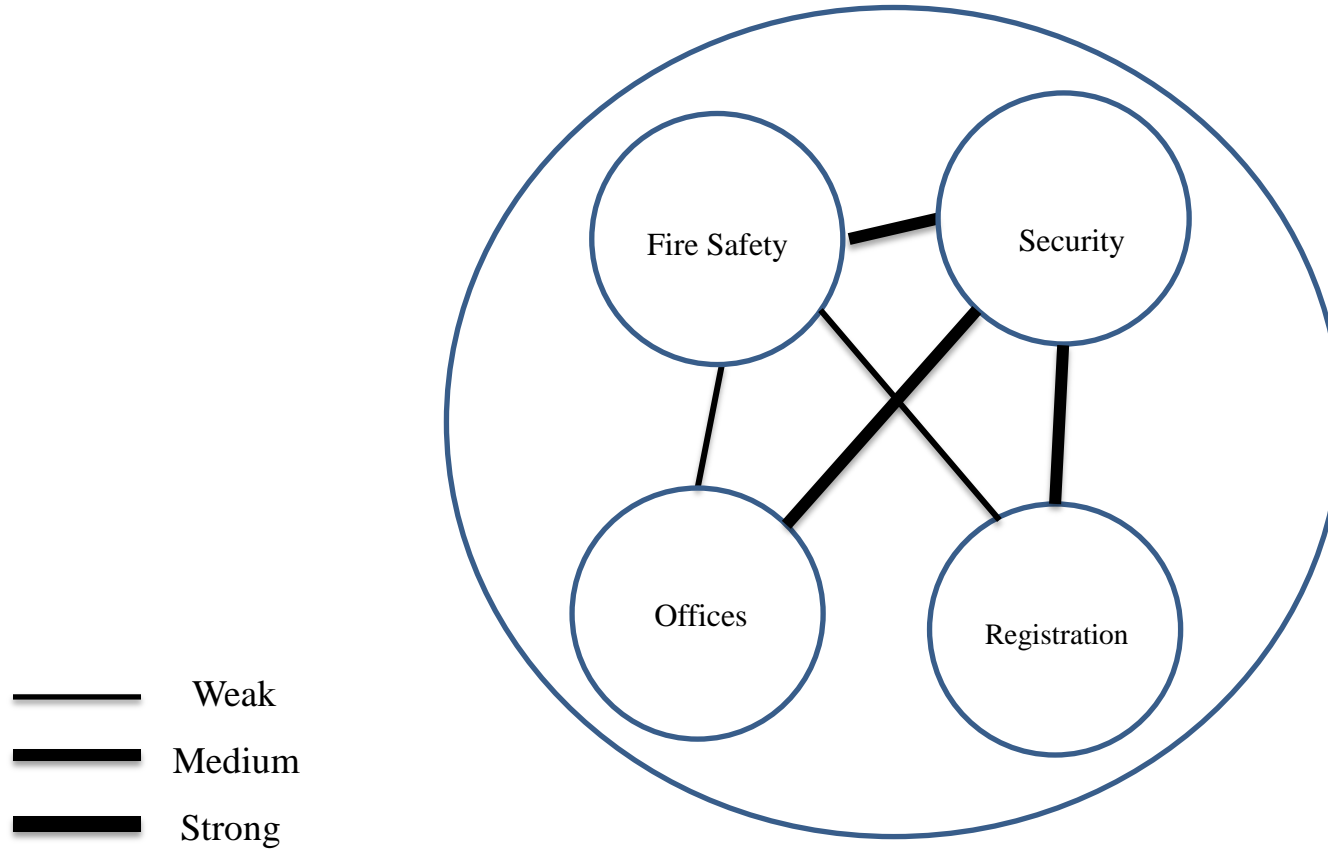 Fire Safety
Security
Offices
Registration
Weak
Medium
Strong